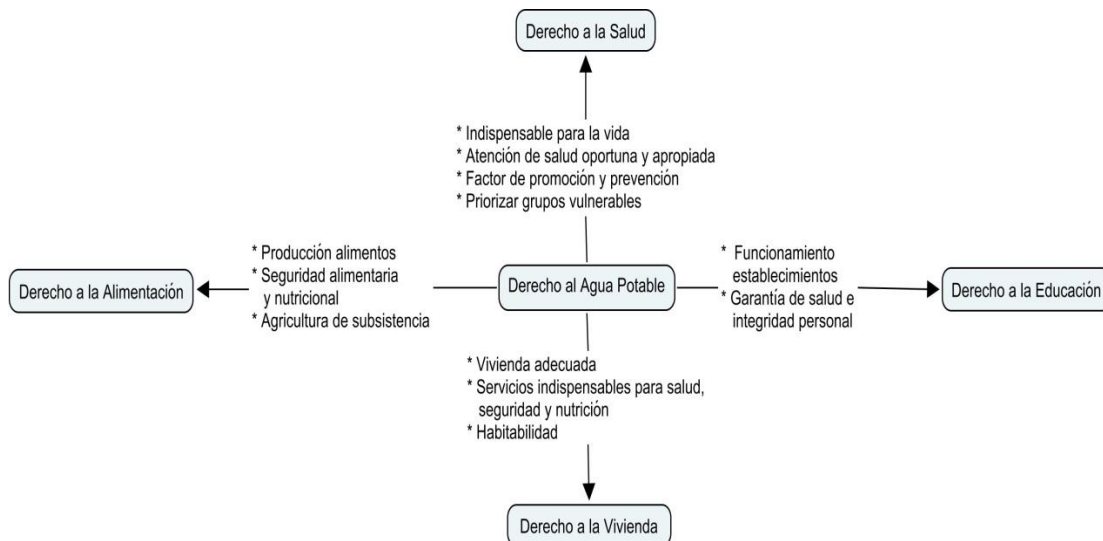 Derecho a la Salud
* Indispensable para la vida
* Atención de salud oportuna y apropiada
* Factor de promoción y prevención
* Priorizar grupos vulnerables
Derecho a la Alimentación
* Producción alimentos
* Seguridad alimentaria
y nutricional
* Agricultura de subsistencia
Derecho al Agua Potable
* Funcionamiento
establecimientos
* Garantía de salud e
integridad personal
Derecho a la Educación
* Vivienda adecuada
* Servicios indispensables para salud,
seguridad y nutrición
* Habitabilidad
Derecho a la Vivienda